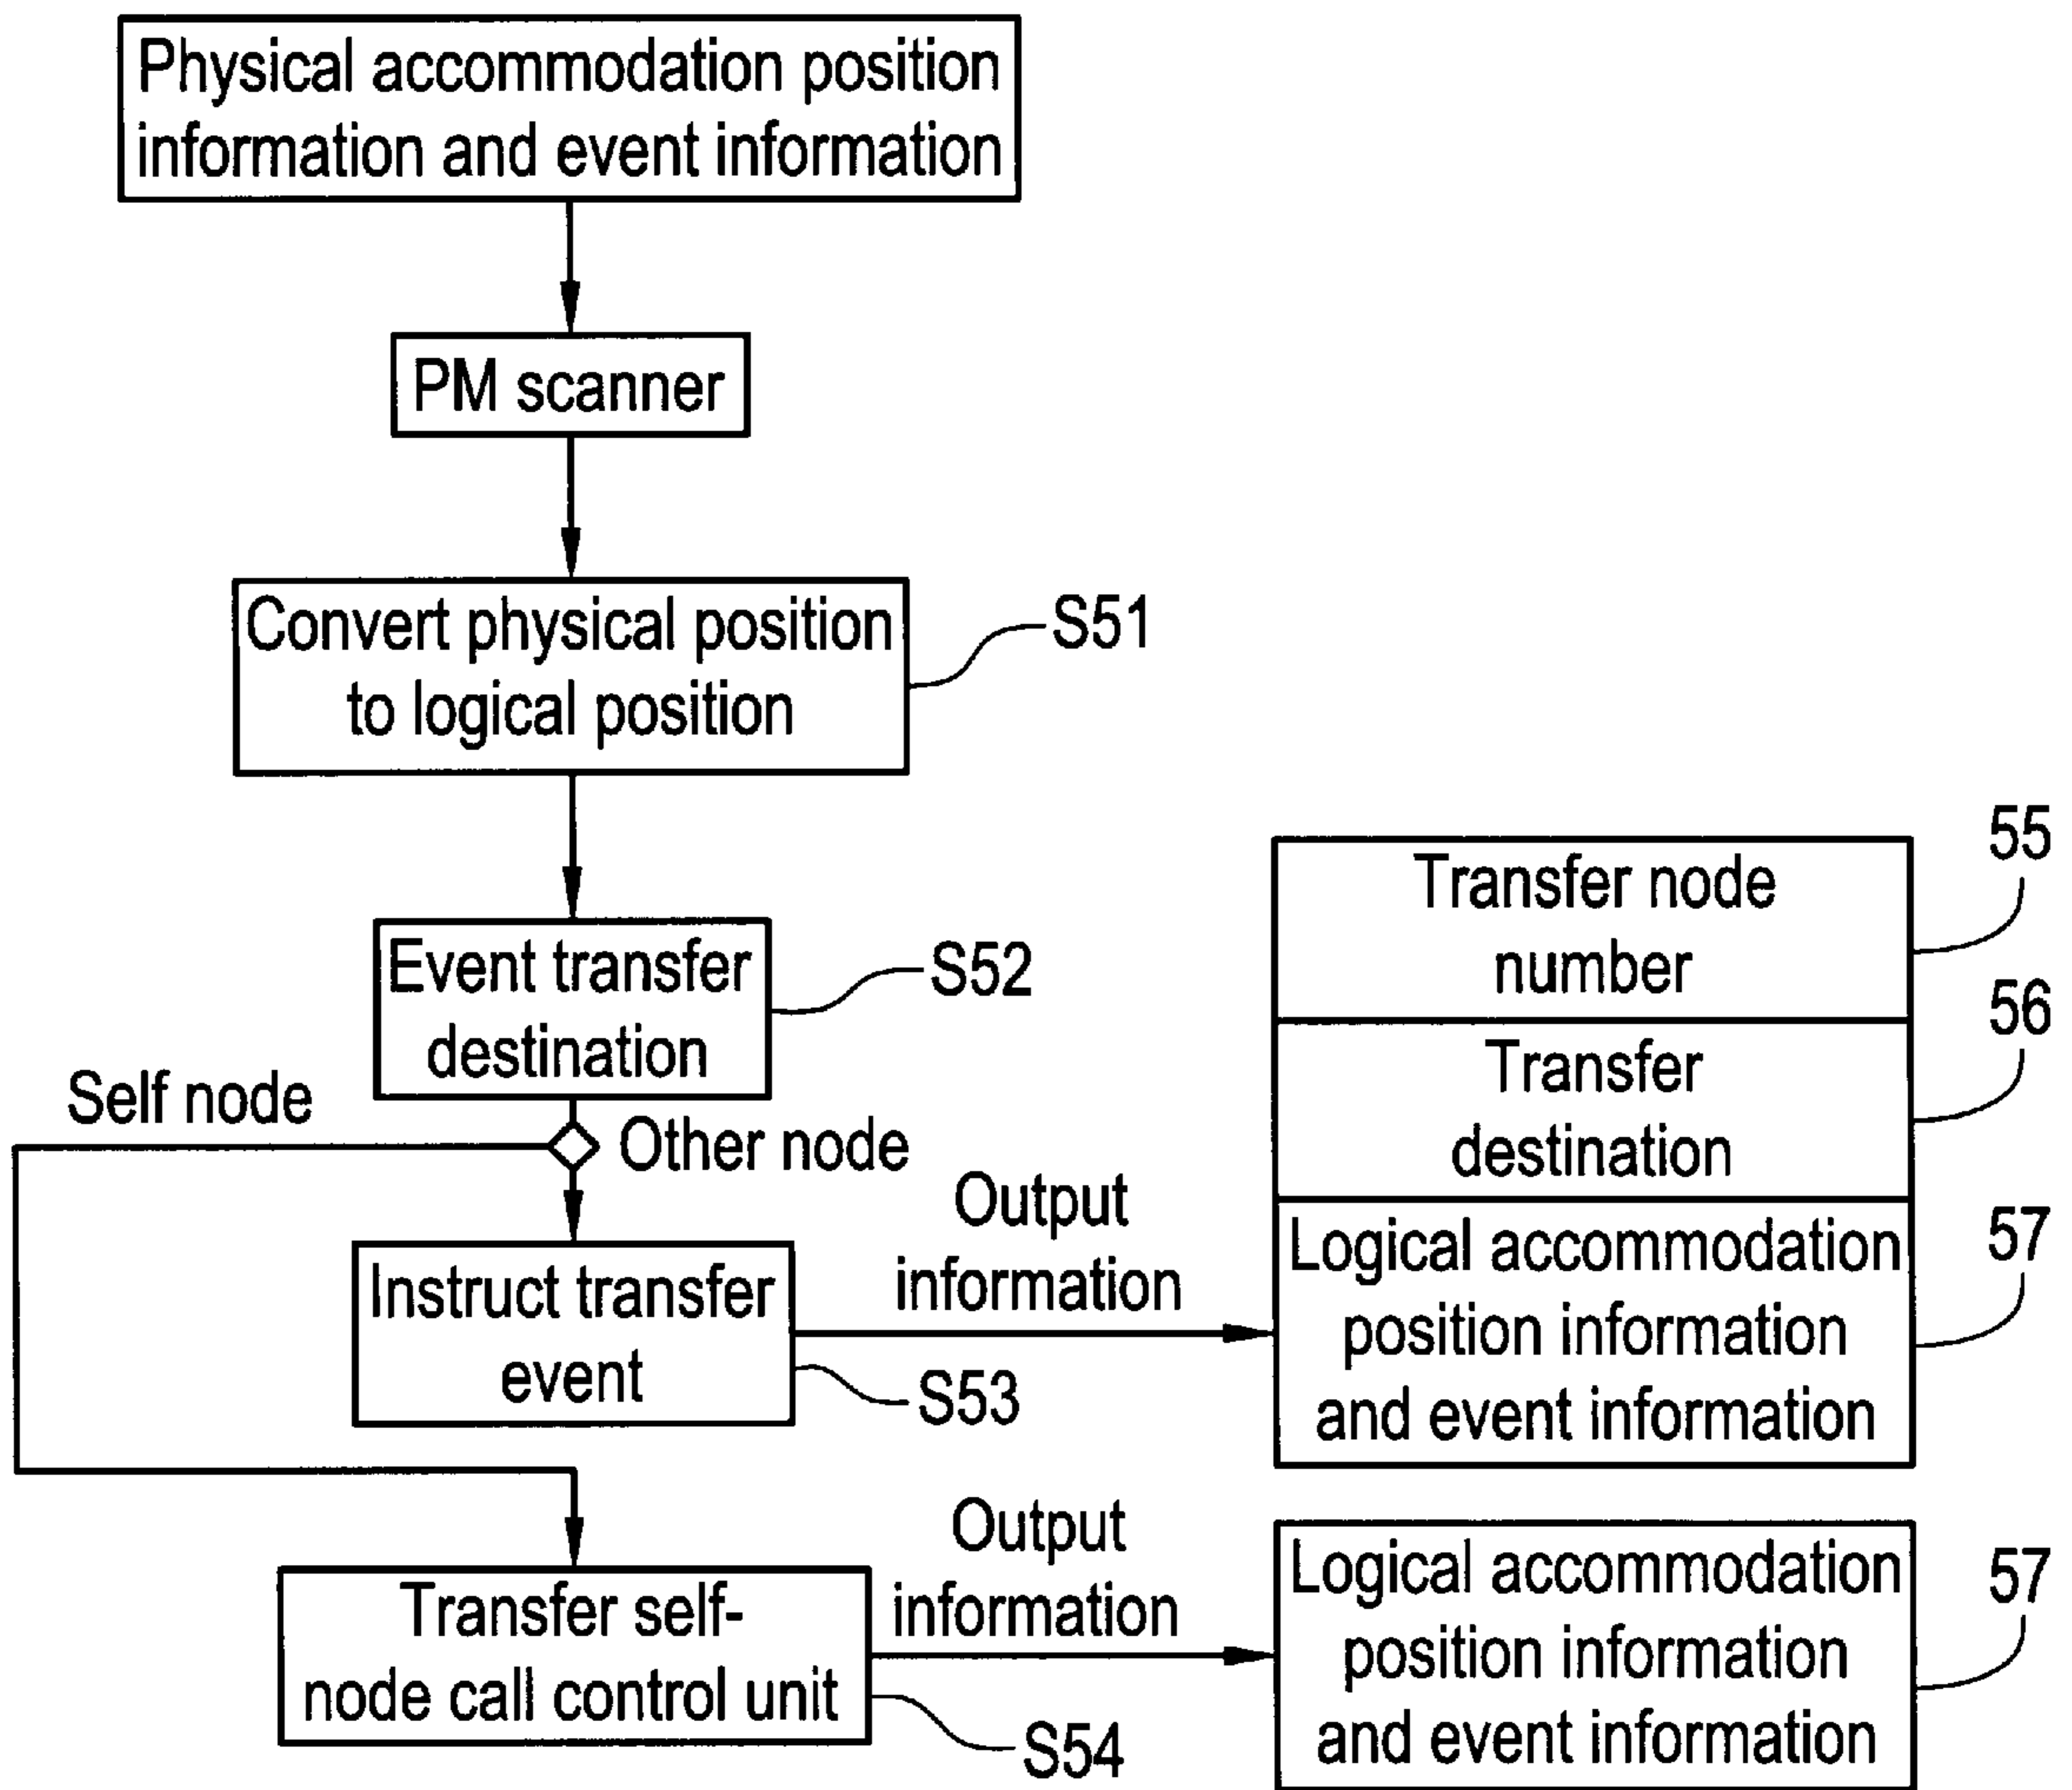 Physical accommodation position
information and event information
PM scanner
Convert physical position
to logical position
S51
Event transfer
destination
S52
Self node
Other node
Instruct transfer
event
S53
Output
information
Transfer node
number
55
Transfer
destination
56
Logical accommodation
position information
and event information
57
Transfer self-
node call control unit
S54
Output
information
Logical accommodation
position information
and event information
57